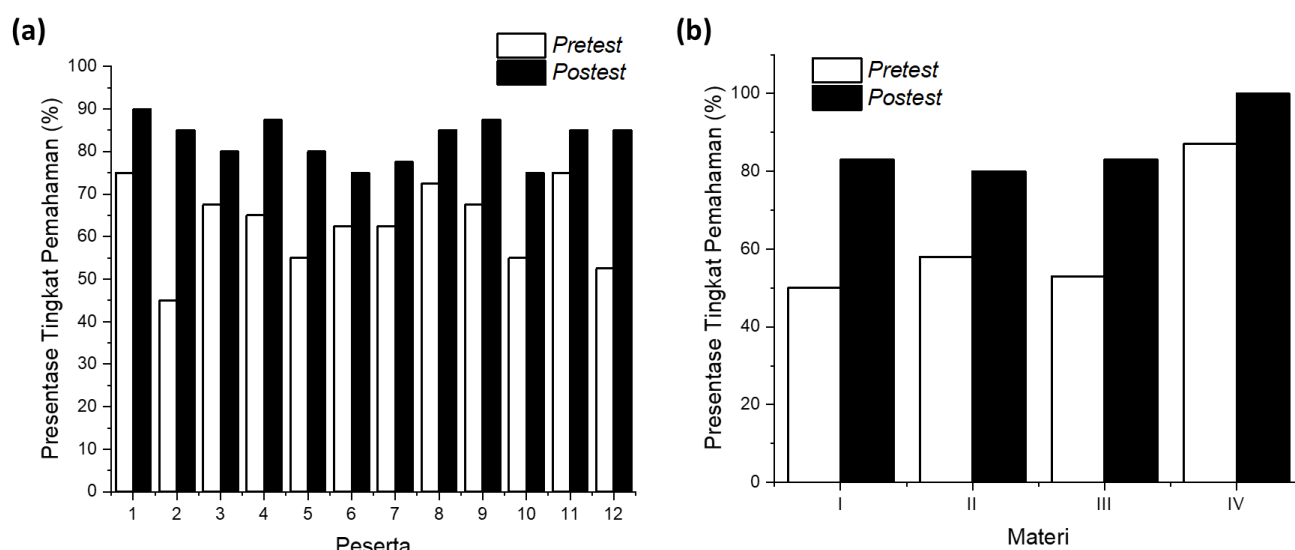 (a)
Pretest
Postest
Presentase Tingkat Pemahaman (%)
100
90
80
70
60
50
40
30
20
10
0
1 2 3 4 5 6 7 8 9 10 11 12
Peserta
(b)
Pretest
Postest
Presentase Tingkat Pemahaman (%)
100
80
60
40
20
0
I II III IV
Materi